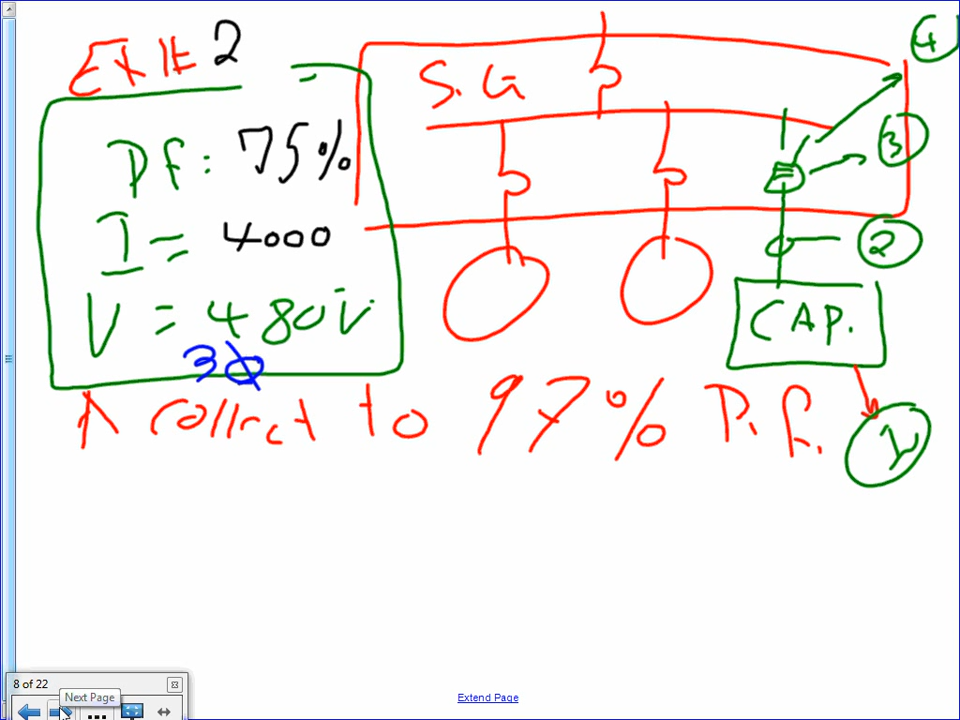 Ex # 2
S.G
4
Pf: 75%
3
I = 4000
2
V = 480V
CAP.
3Ø
correct to 97% P.f.
1
8 of 22
Next Page
Extend Page